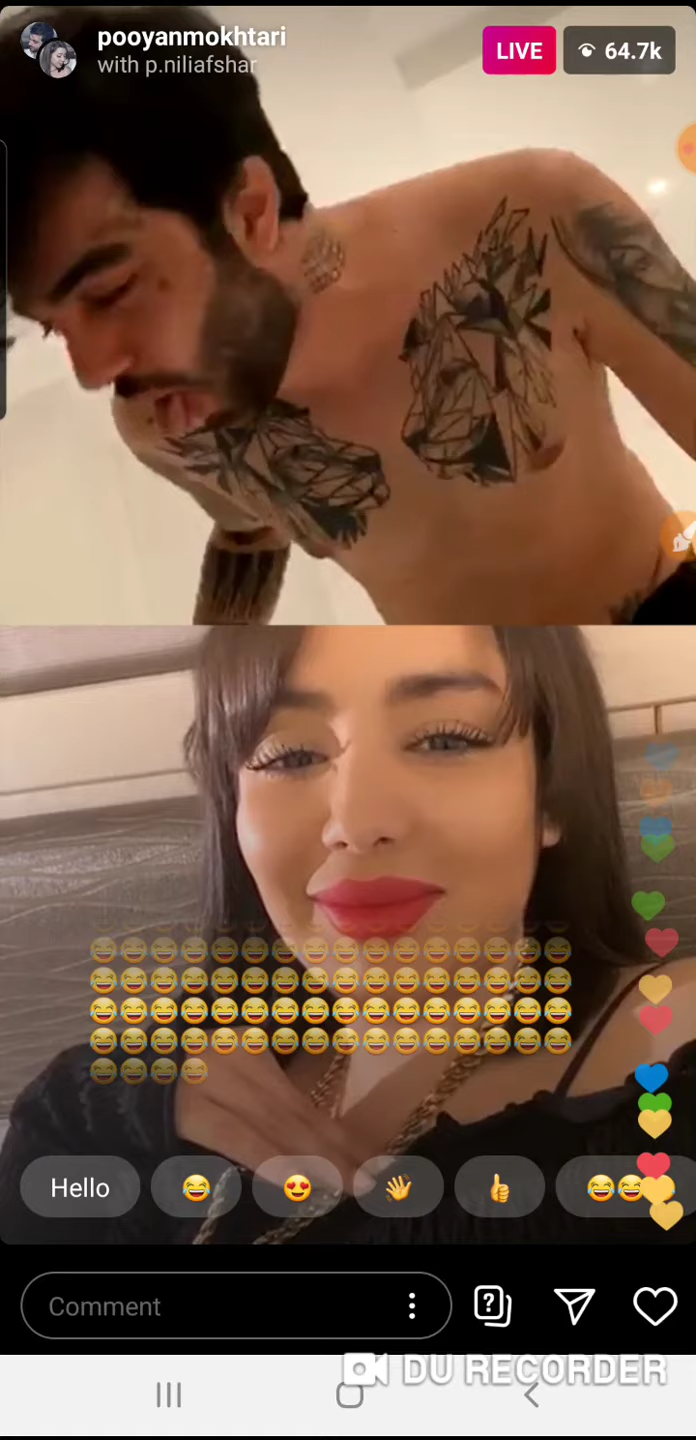 pooyanmokhtari
LIVE
64.7k
with p.niliafshar
Hello
Comment
DU RECORDER